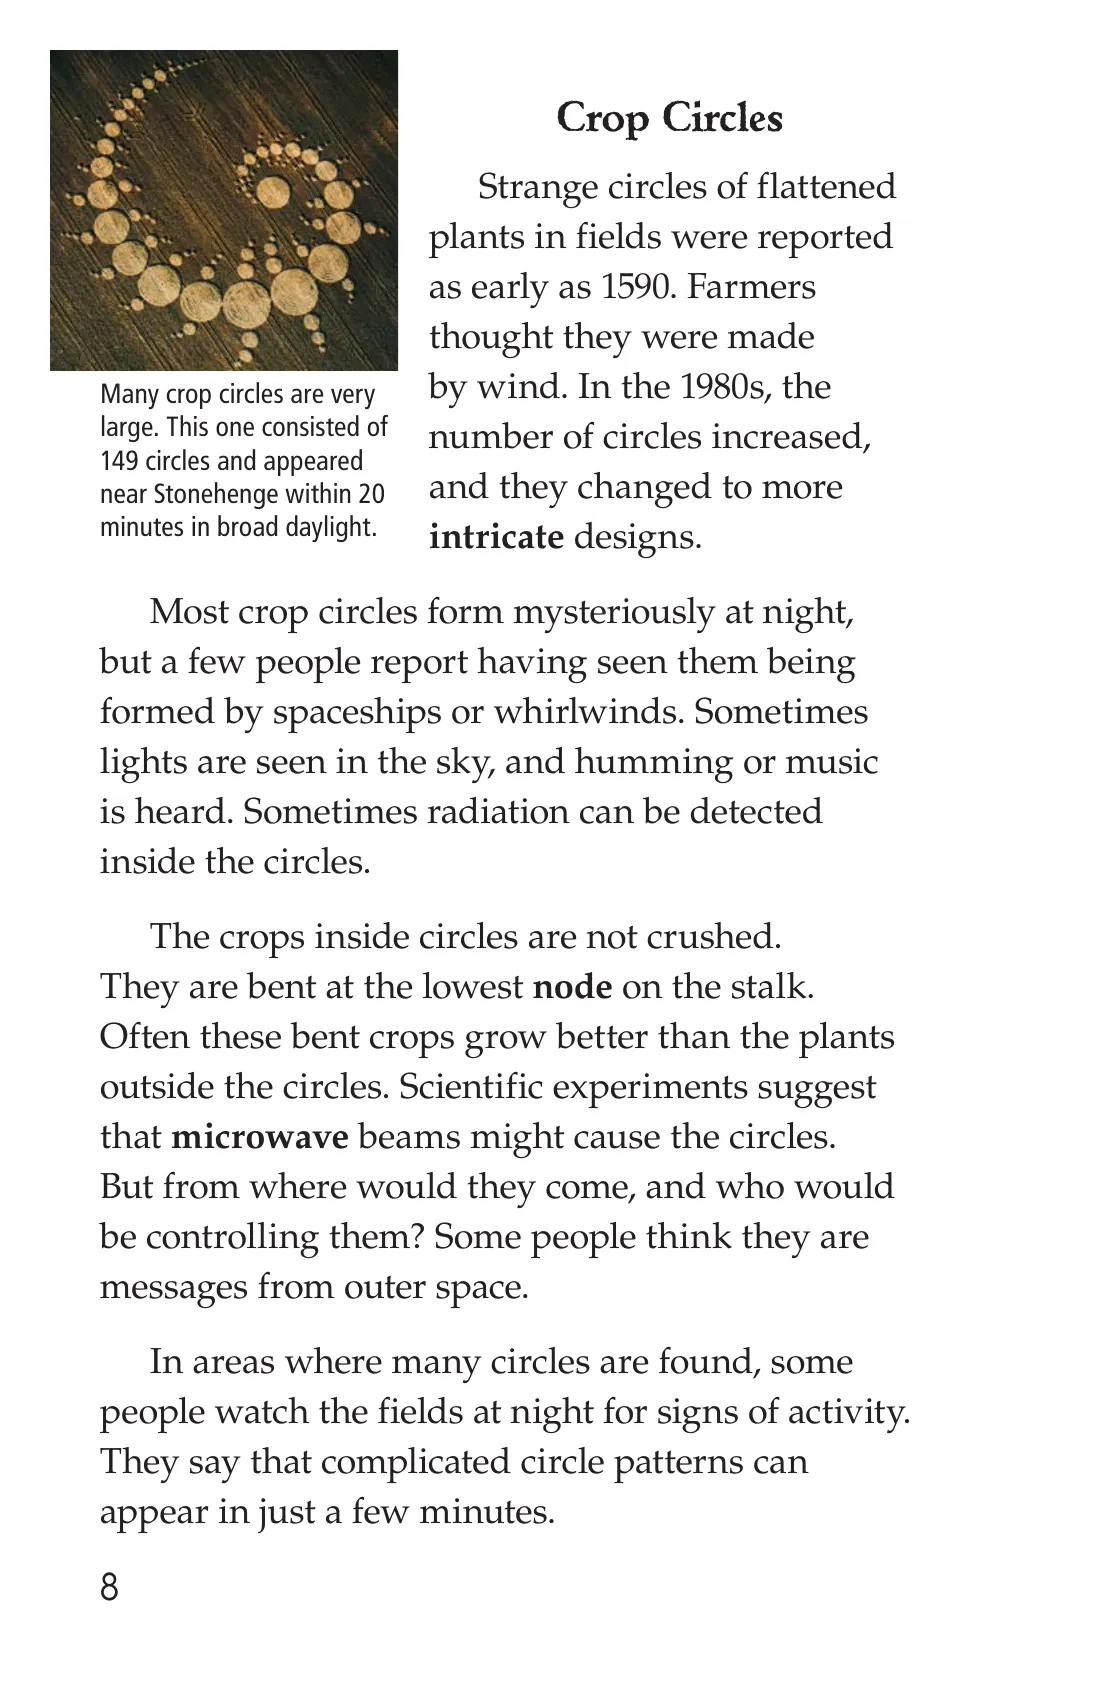 Crop Circles
Strange circles of flattened
plants in fields were reported
as early as 1590. Farmers
thought they were made
by wind. In the 1980s, the
number of circles increased,
and they changed to more
intricate designs.
Many crop circles are very
large. This one consisted of
149 circles and appeared
near Stonehenge within 20
minutes in broad daylight.
Most crop circles form mysteriously at night,
but a few people report having seen them being
formed by spaceships or whirlwinds. Sometimes
lights are seen in the sky, and humming or music
is heard. Sometimes radiation can be detected
inside the circles.
The crops inside circles are not crushed.
They are bent at the lowest node on the stalk.
Often these bent crops grow better than the plants
outside the circles. Scientific experiments suggest
that microwave beams might cause the circles.
But from where would they come, and who would
be controlling them? Some people think they are
messages from outer space.
In areas where many circles are found, some
people watch the fields at night for signs of activity.
They say that complicated circle patterns can
appear in just a few minutes.
8